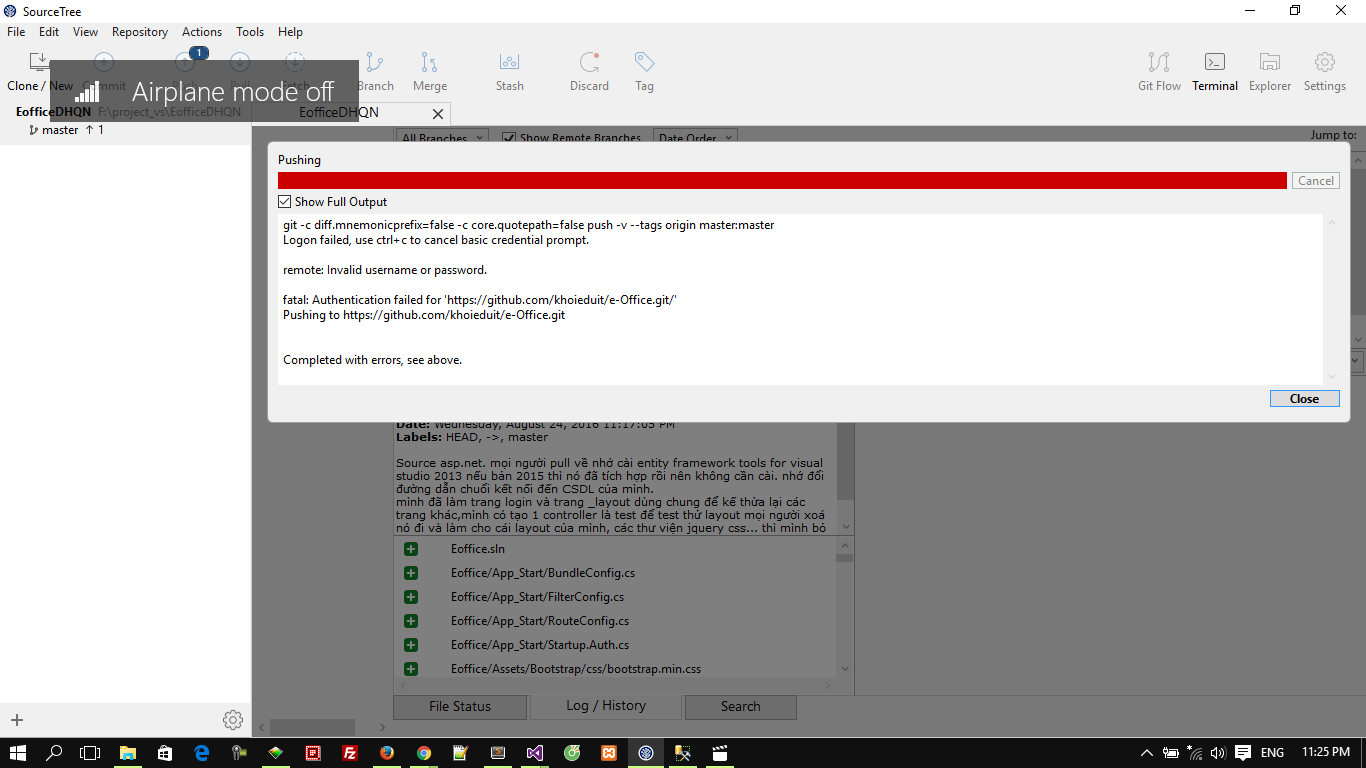 SourceTree
File Edit View Repository Actions Tools Help
1
Clone / New Commit Branch Merge Stash Discard Tag Git Flow Terminal Explorer Settings
Airplane mode off
EofficeDHQN F:\project_vs\EofficeDHQN
EofficeDHQN
master 1
All Branches Show Remote Branches Date Order Jump to:
Pushing
Cancel
Show Full Output
git -c diff.mnemonicprefix=false -c core.quotepath=false push -v --tags origin master:master
Logon failed, use ctrl+c to cancel basic credential prompt.
remote: Invalid username or password.
fatal: Authentication failed for 'https://github.com/khoieduit/e-Office.git/'
Pushing to https://github.com/khoieduit/e-Office.git
Completed with errors, see above.
Close
Date: Wednesday, August 24, 2016 11:17:05 PM
Labels: HEAD, ->, master
Source asp.net. mọi người pull về nhớ cài entity framework tools for visual
studio 2013 nếu bản 2015 thì nó đã tích hợp rồi nên không cần cài. nhớ đổi
đường dẫn chuỗi kết nối đến CSDL của mình.
mình đã làm trang login và trang _layout dùng chung để kế thừa lại các
trang khác,mình có tạo 1 controller là test để test thử layout mọi người xoá
nó đi và làm cho cái layout của mình, các thư viện jquery css... thì mình bỏ
Eoffice.sln
Eoffice/App_Start/BundleConfig.cs
Eoffice/App_Start/FilterConfig.cs
Eoffice/App_Start/RouteConfig.cs
Eoffice/App_Start/Startup.Auth.cs
Eoffice/Assets/Bootstrap/css/bootstrap.min.css
File Status Log / History Search
ENG 11:25 PM